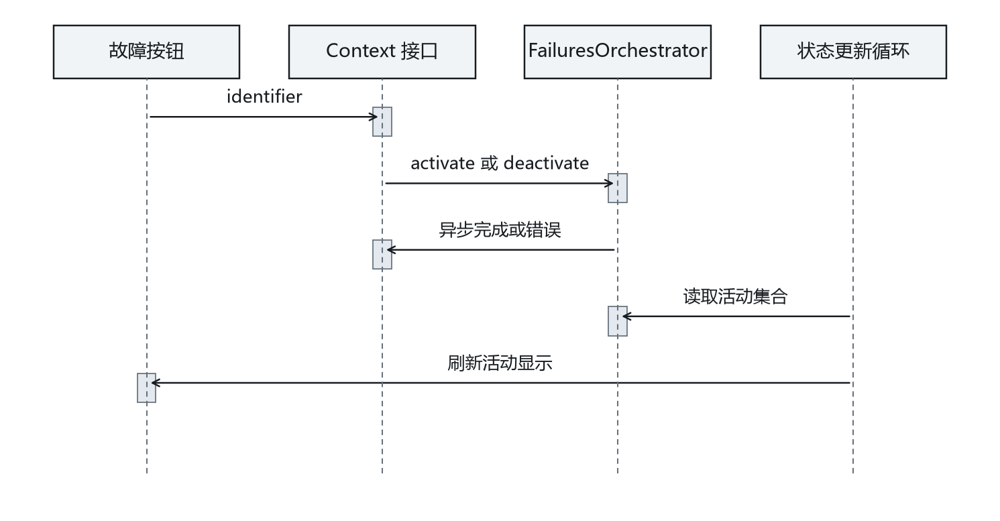 故障按钮
Context 接口
FailuresOrchestrator
状态更新循环
identifier
activate 或 deactivate
异步完成或错误
读取活动集合
刷新活动显示